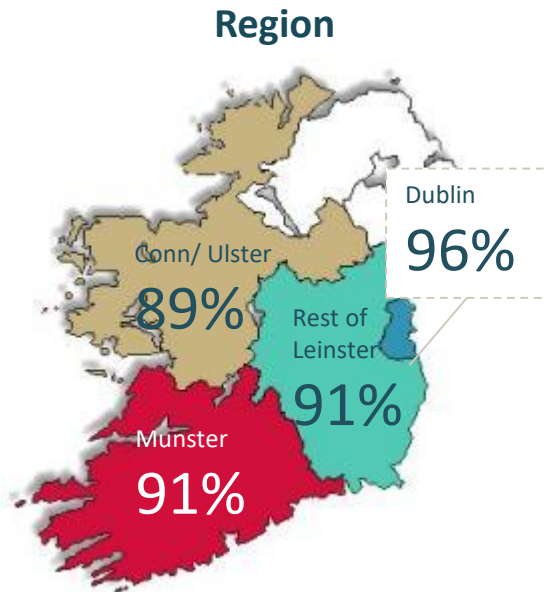 Region
Dublin
96%
Conn/ Ulster
89%
Rest of
Leinster
91%
Munster
91%